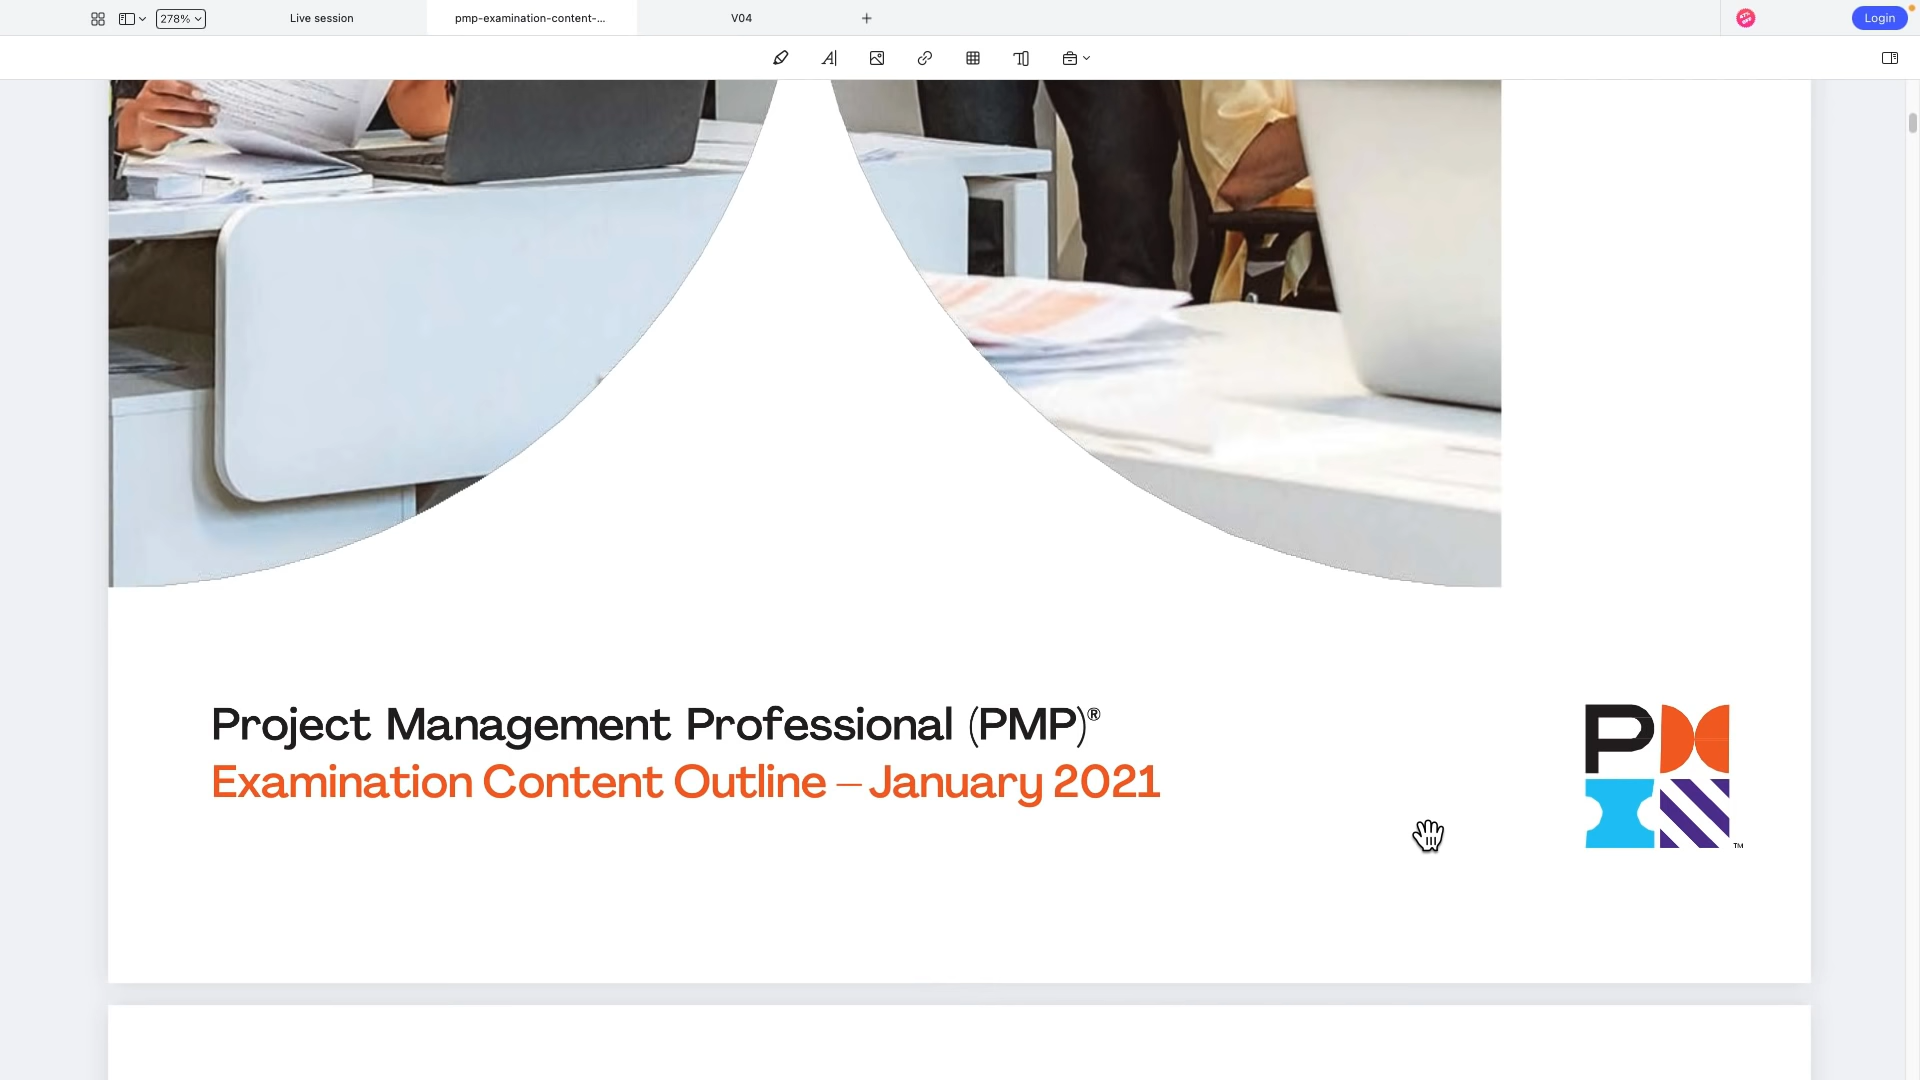 278%
Live session
pmp-examination-content-...
V04
Login
Project Management Professional (PMP)®
Examination Content Outline – January 2021
TM